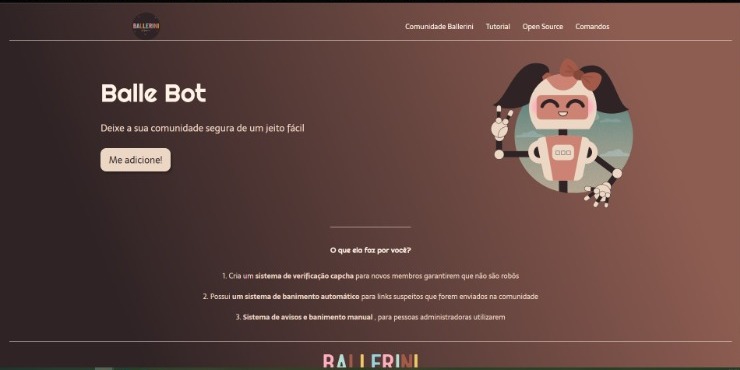 BALLERINI
Comunidade Ballerini Tutorial Open Source Comandos
Balle Bot
Deixe a sua comunidade segura de um jeito fácil
Me adicione!
O que ela faz por você?
1. Cria um sistema de verificação capcha para novos membros garantirem que não são robôs
2. Possui um sistema de banimento automático para links suspeitos que forem enviados na comunidade
3. Sistema de avisos e banimento manual , para pessoas administradoras utilizarem
BALLERINI